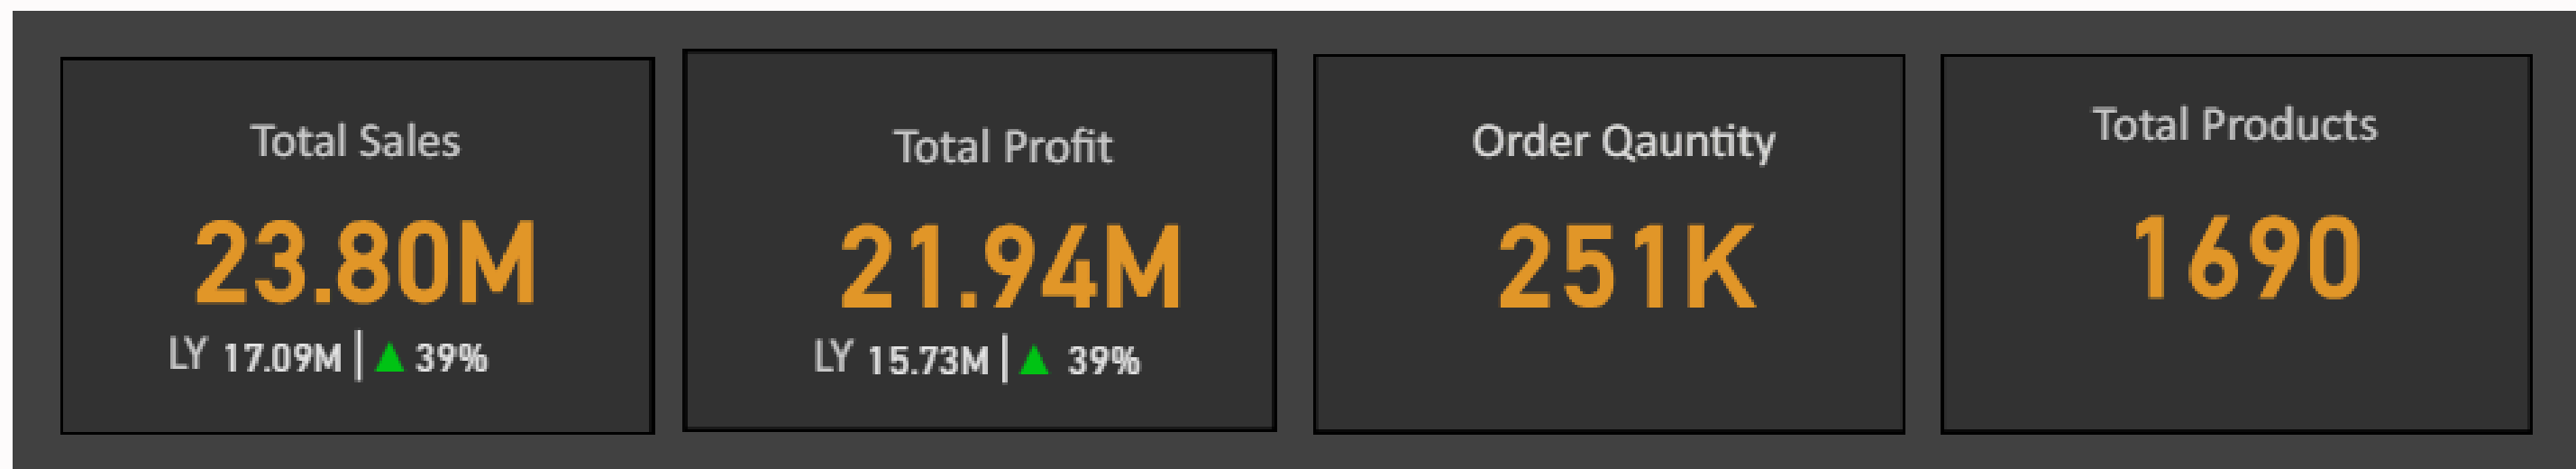 Total Sales
23.80M
LY 17.09M | ▲ 39%
Total Profit
21.94M
LY 15.73M | ▲ 39%
Order Qauntity
251K
Total Products
1690